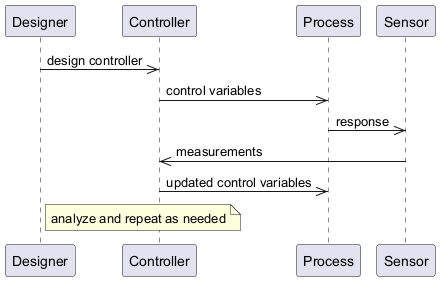 Designer Controller Process Sensor
design controller
control variables
response
measurements
updated control variables
analyze and repeat as needed
Designer Controller Process Sensor